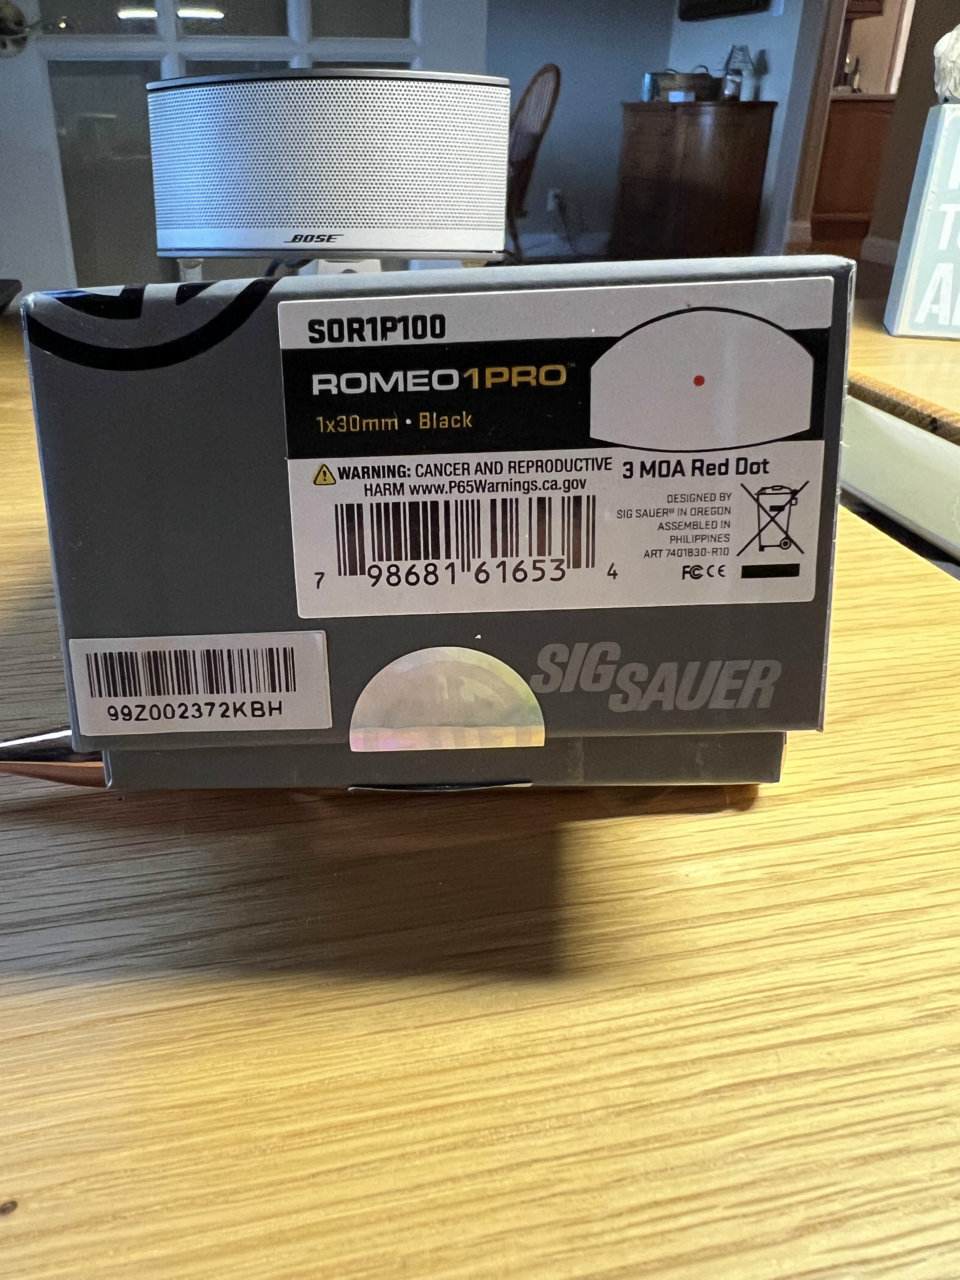 BOSE
SOR1P100
ROMEO1PRO™
1x30mm • Black
WARNING: CANCER AND REPRODUCTIVE
HARM www.P65Warnings.ca.gov
3 MOA Red Dot
DESIGNED BY
SIG SAUER℠ IN OREGON
ASSEMBLED IN
PHILIPPINES
ART 7401830-R10
FC CE
7 98681 61653 4
99Z002372KBH
SIG SAUER